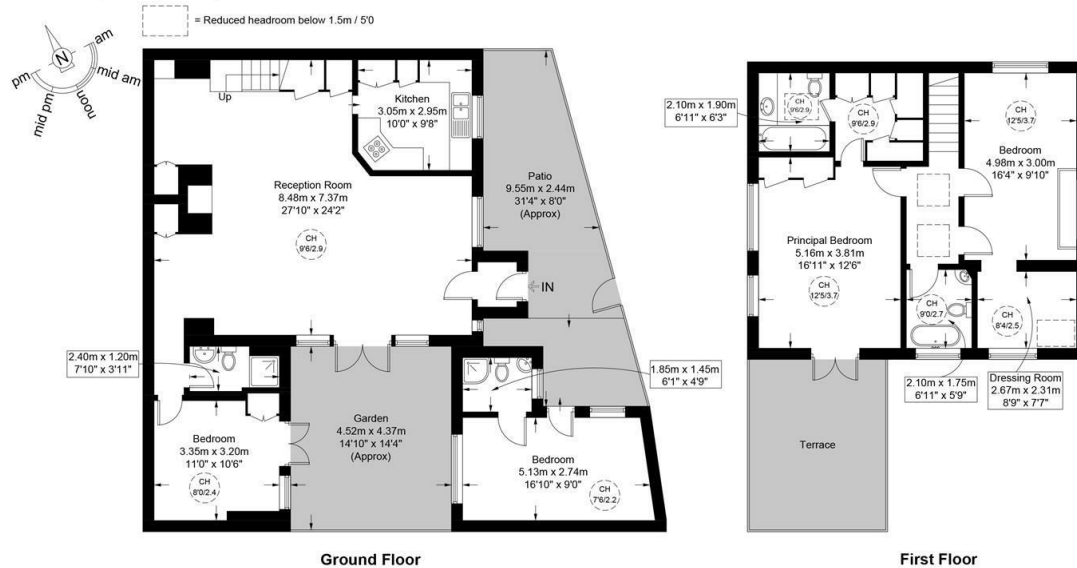 = Reduced headroom below 1.5m / 5'0
N
am
mid am
noon
mid pm
pm
Up
Kitchen
3.05m x 2.95m
10'0" x 9'8"
Reception Room
8.48m x 7.37m
27'10" x 24'2"
CH
9'6/2.9
Patio
9.55m x 2.44m
31'4" x 8'0"
(Approx)
IN
2.40m x 1.20m
7'10" x 3'11"
Bedroom
3.35m x 3.20m
11'0" x 10'6"
CH
8'0/2.4
Garden
4.52m x 4.37m
14'10" x 14'4"
(Approx)
1.85m x 1.45m
6'1" x 4'9"
Bedroom
5.13m x 2.74m
16'10" x 9'0"
CH
7'6/2.2
Ground Floor
2.10m x 1.90m
6'11" x 6'3"
CH
9'6/2.9
CH
9'6/2.9
CH
12'5/3.7
Bedroom
4.98m x 3.00m
16'4" x 9'10"
Principal Bedroom
5.16m x 3.81m
16'11" x 12'6"
CH
12'5/3.7
CH
9'0/2.7
CH
8'4/2.5
2.10m x 1.75m
6'11" x 5'9"
Dressing Room
2.67m x 2.31m
8'9" x 7'7"
Terrace
First Floor